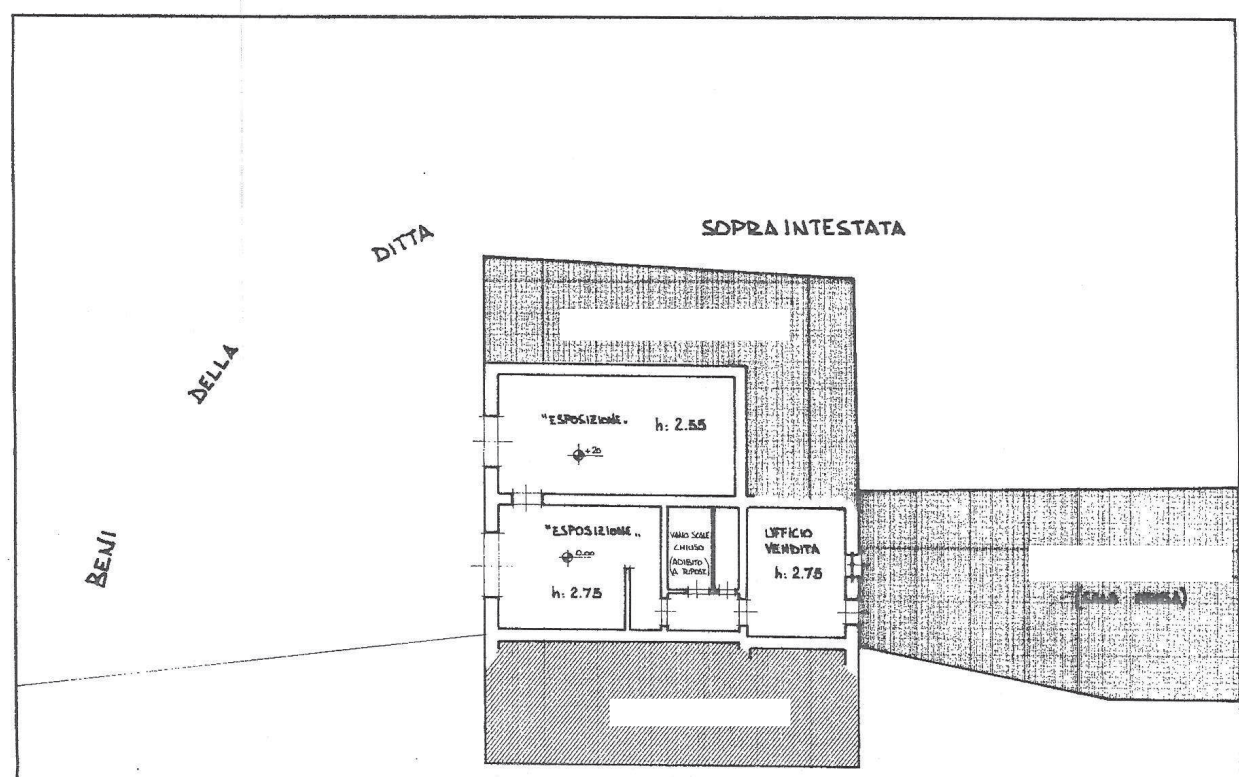 SOPRA INTESTATA
DITTA
DELLA
BENI
"ESPOSIZIONE" h: 2.55
+20
"ESPOSIZIONE"
0.00
h: 2.75
VANO SCALE
CHIUSO
(ADIBITO
A RIPOST.)
UFFICIO
VENDITA
h: 2.75